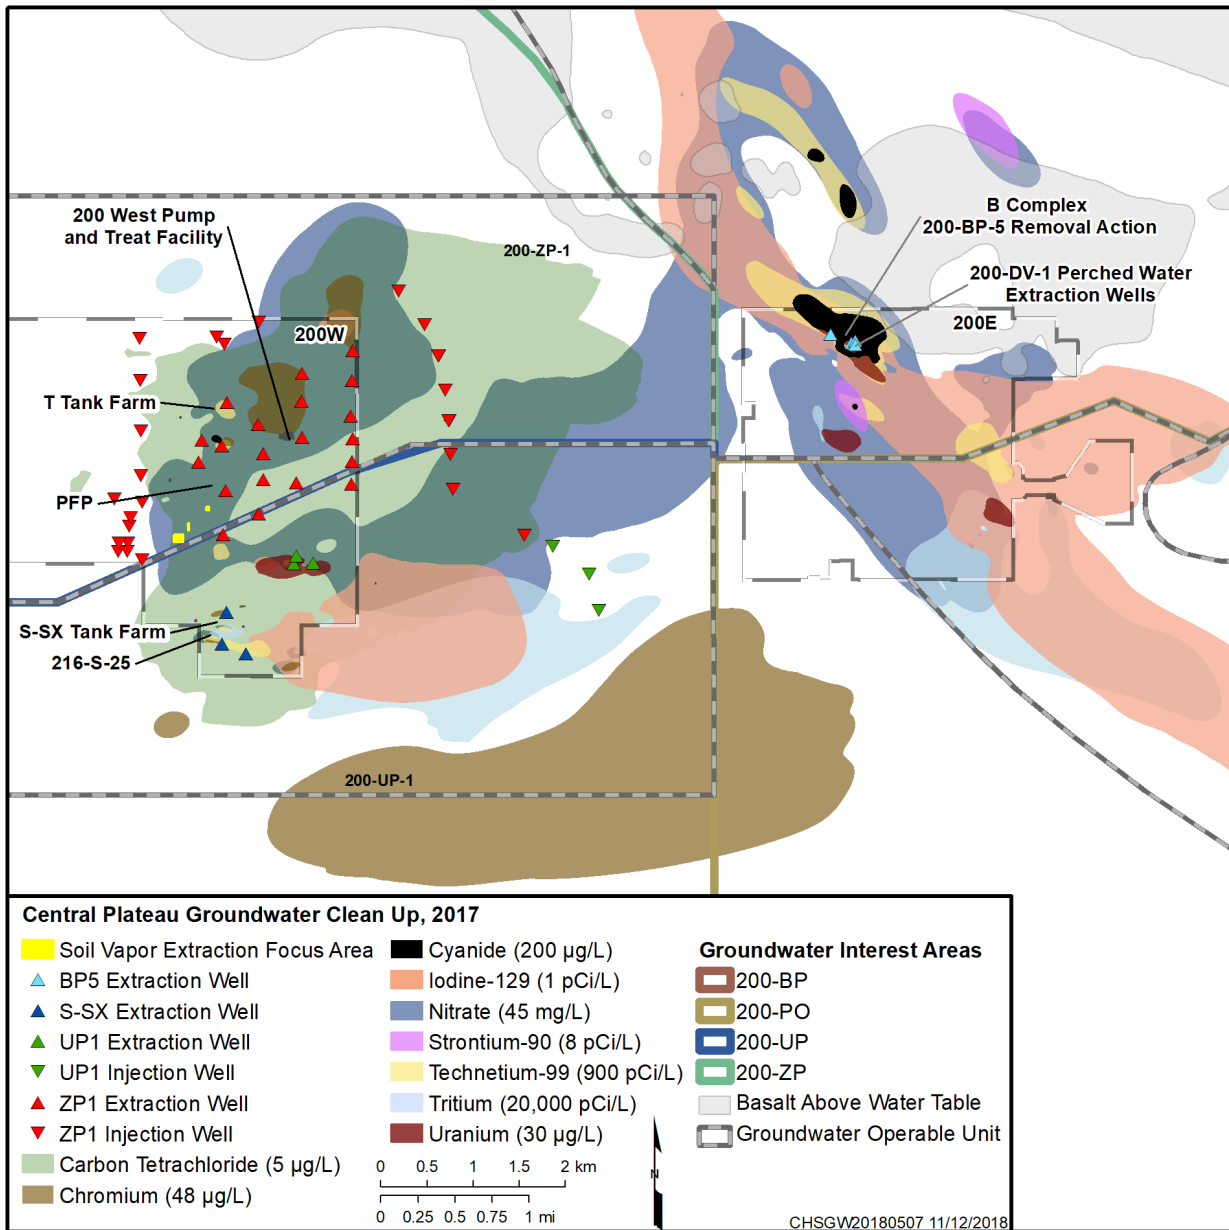 200 West Pump
and Treat Facility
200-ZP-1
B Complex
200-BP-5 Removal Action
200-DV-1 Perched Water
Extraction Wells
200W
200E
T Tank Farm
PFP
S-SX Tank Farm
216-S-25
200-UP-1
Central Plateau Groundwater Clean Up, 2017
Soil Vapor Extraction Focus Area
BP5 Extraction Well
S-SX Extraction Well
UP1 Extraction Well
UP1 Injection Well
ZP1 Extraction Well
ZP1 Injection Well
Carbon Tetrachloride (5 µg/L)
Chromium (48 µg/L)
Cyanide (200 µg/L)
Iodine-129 (1 pCi/L)
Nitrate (45 mg/L)
Strontium-90 (8 pCi/L)
Technetium-99 (900 pCi/L)
Tritium (20,000 pCi/L)
Uranium (30 µg/L)
0 0.5 1 1.5 2 km
0 0.25 0.5 0.75 1 mi
N
Groundwater Interest Areas
200-BP
200-PO
200-UP
200-ZP
Basalt Above Water Table
Groundwater Operable Unit
CHSGW20180507 11/12/2018